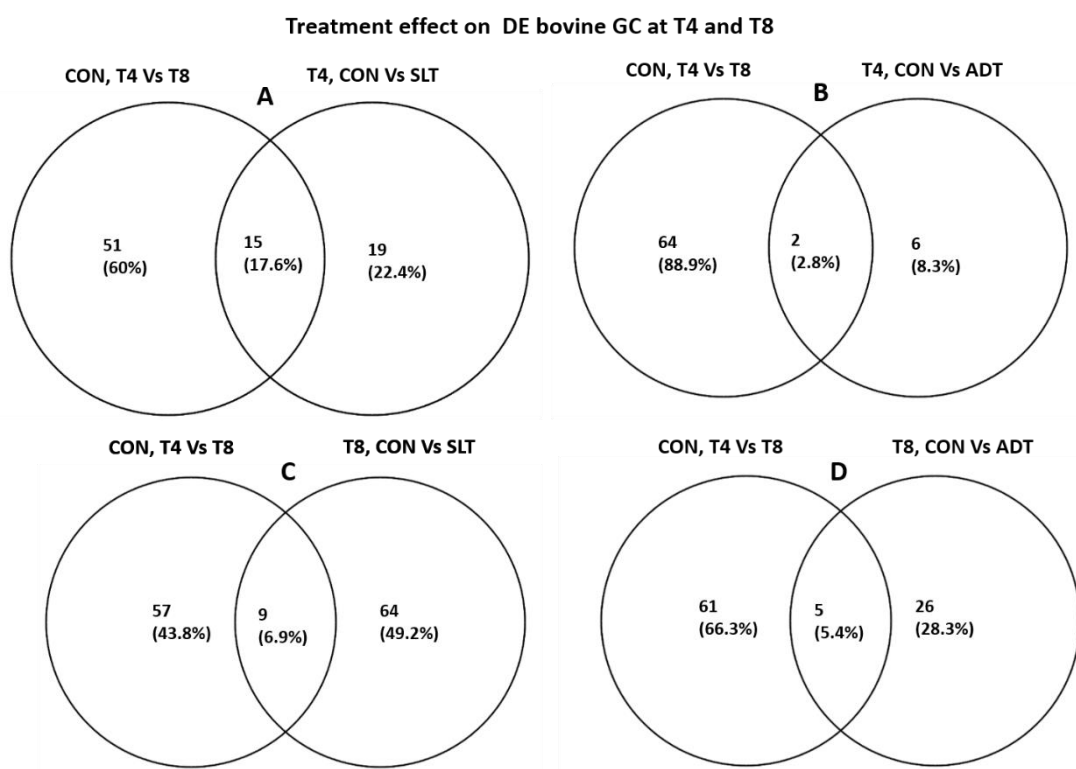 Treatment effect on DE bovine GC at T4 and T8
CON, T4 Vs T8
T4, CON Vs SLT
A
51
(60%)
15
(17.6%)
19
(22.4%)
CON, T4 Vs T8
T4, CON Vs ADT
B
64
(88.9%)
2
(2.8%)
6
(8.3%)
CON, T4 Vs T8
T8, CON Vs SLT
C
57
(43.8%)
9
(6.9%)
64
(49.2%)
CON, T4 Vs T8
T8, CON Vs ADT
D
61
(66.3%)
5
(5.4%)
26
(28.3%)